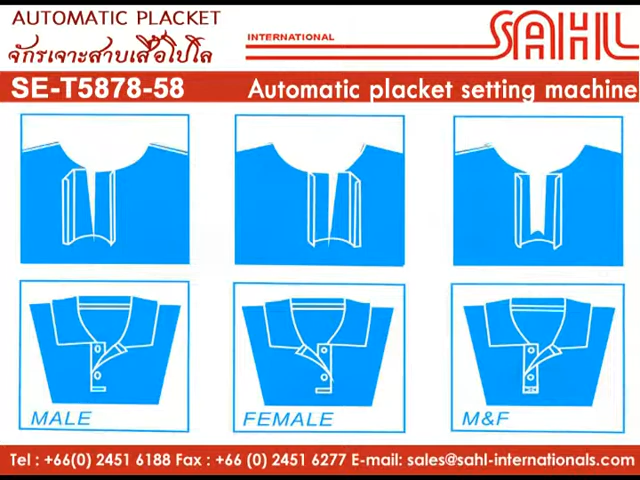 AUTOMATIC PLACKET
จักรเจาะสาบเสื้อโปโล
INTERNATIONAL
SAHL
SE-T5878-58
Automatic placket setting machine
MALE
FEMALE
M&F
Tel : +66(0) 2451 6188 Fax : +66 (0) 2451 6277 E-mail: sales@sahl-internationals.com